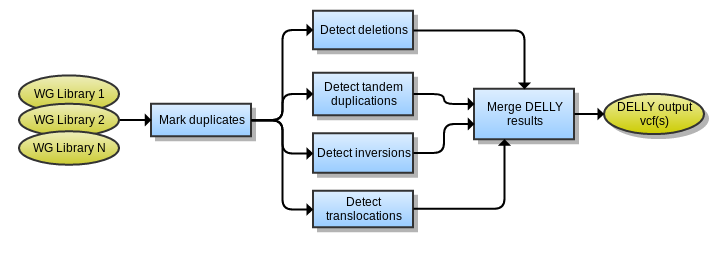 WG Library 1
WG Library 2
WG Library N
Mark duplicates
Detect deletions
Detect tandem
duplications
Detect inversions
Detect
translocations
Merge DELLY
results
DELLY output
vcf(s)